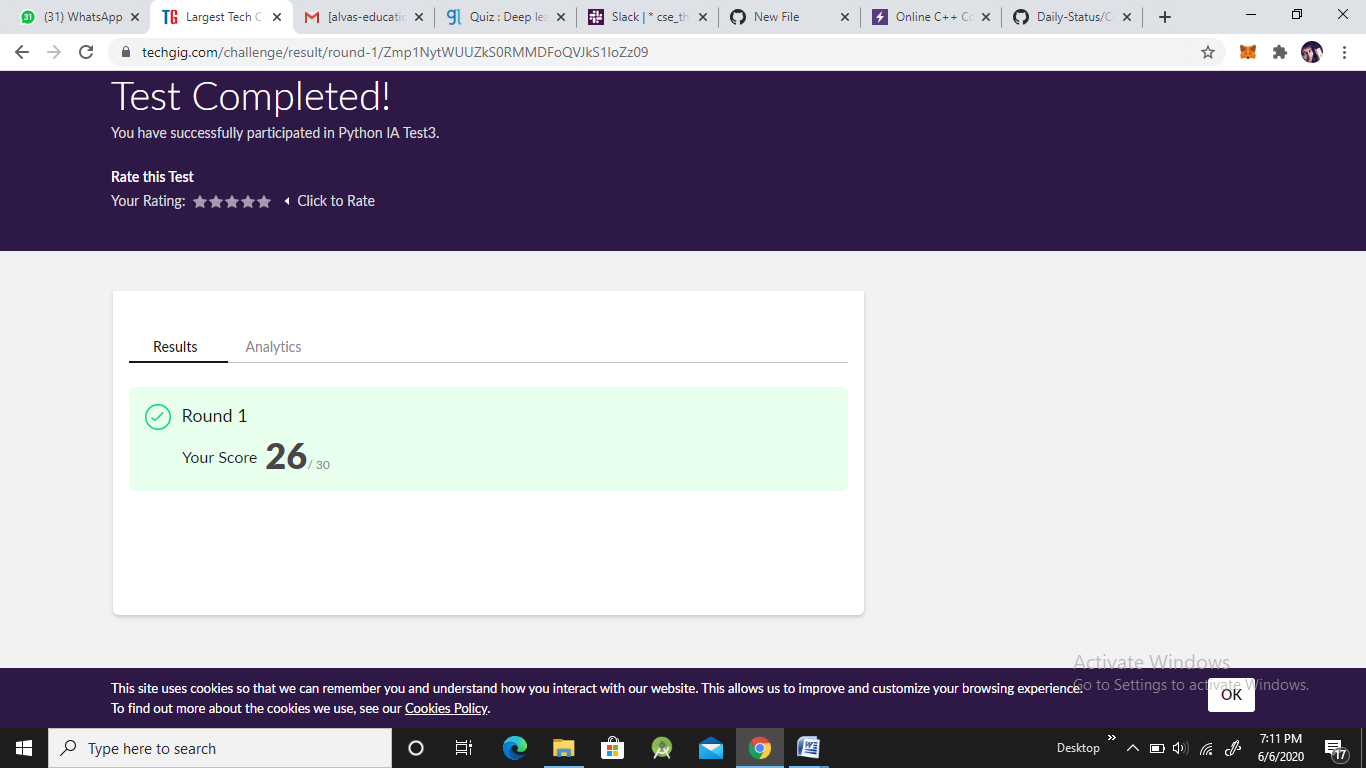 (31) WhatsApp
Largest Tech C
[alvas-educatio
Quiz : Deep lea
Slack | * cse_th
New File
Online C++ Co
Daily-Status/C
techgig.com/challenge/result/round-1/
Test Completed!
You have successfully participated in Python IA Test3.
Rate this Test
Your Rating: Click to Rate
Results Analytics
Round 1
Your Score 26 / 30
Activate Windows
Go to Settings to activate Windows.
This site uses cookies so that we can remember you and understand how you interact with our website. This allows us to improve and customize your browsing experience.
To find out more about the cookies we use, see our Cookies Policy.
OK
Type here to search
Desktop
7:11 PM
6/6/2020
17